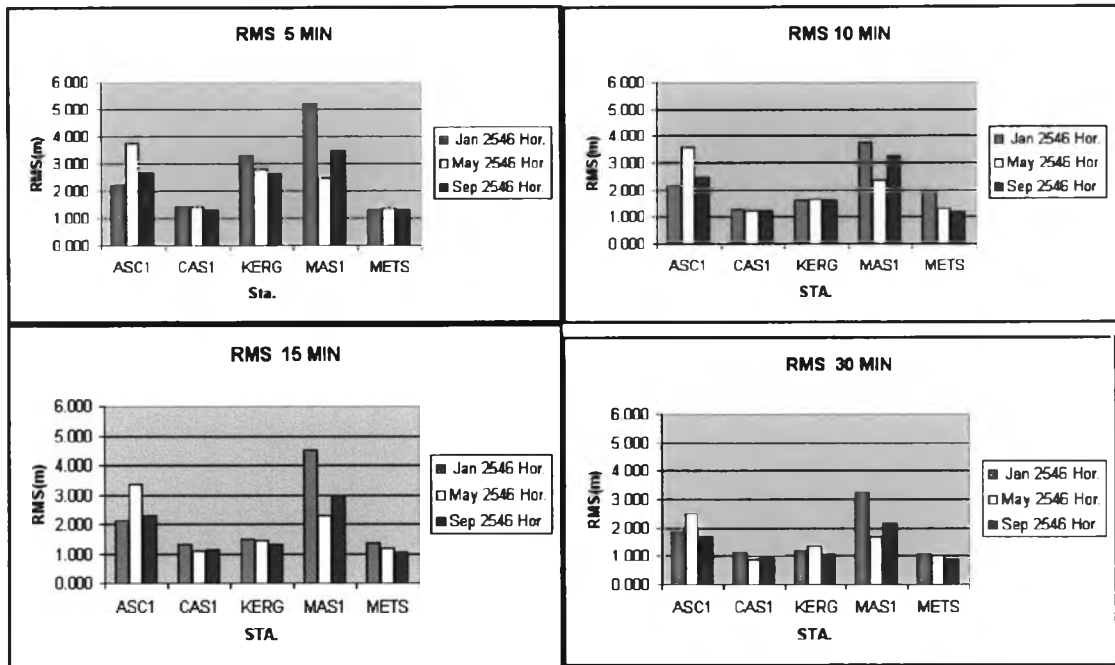 RMS 5 MIN
6.000
5.000
4.000
3.000
2.000
1.000
0.000
RMS(m)
ASC1 CAS1 KERG MAS1 METS
Sta.
Jan 2546 Hor.
May 2546 Hor.
Sep 2546 Hor.
RMS 10 MIN
6.000
5.000
4.000
3.000
2.000
1.000
0.000
RMS(m)
ASC1 CAS1 KERG MAS1 METS
STA.
Jan 2546 Hor.
May 2546 Hor.
Sep 2546 Hor.
RMS 15 MIN
6.000
5.000
4.000
3.000
2.000
1.000
0.000
RMS(m)
ASC1 CAS1 KERG MAS1 METS
STA.
Jan 2546 Hor.
May 2546 Hor.
Sep 2546 Hor.
RMS 30 MIN
6.000
5.000
4.000
3.000
2.000
1.000
0.000
RMS(m)
ASC1 CAS1 KERG MAS1 METS
STA.
Jan 2546 Hor.
May 2546 Hor.
Sep 2546 Hor.